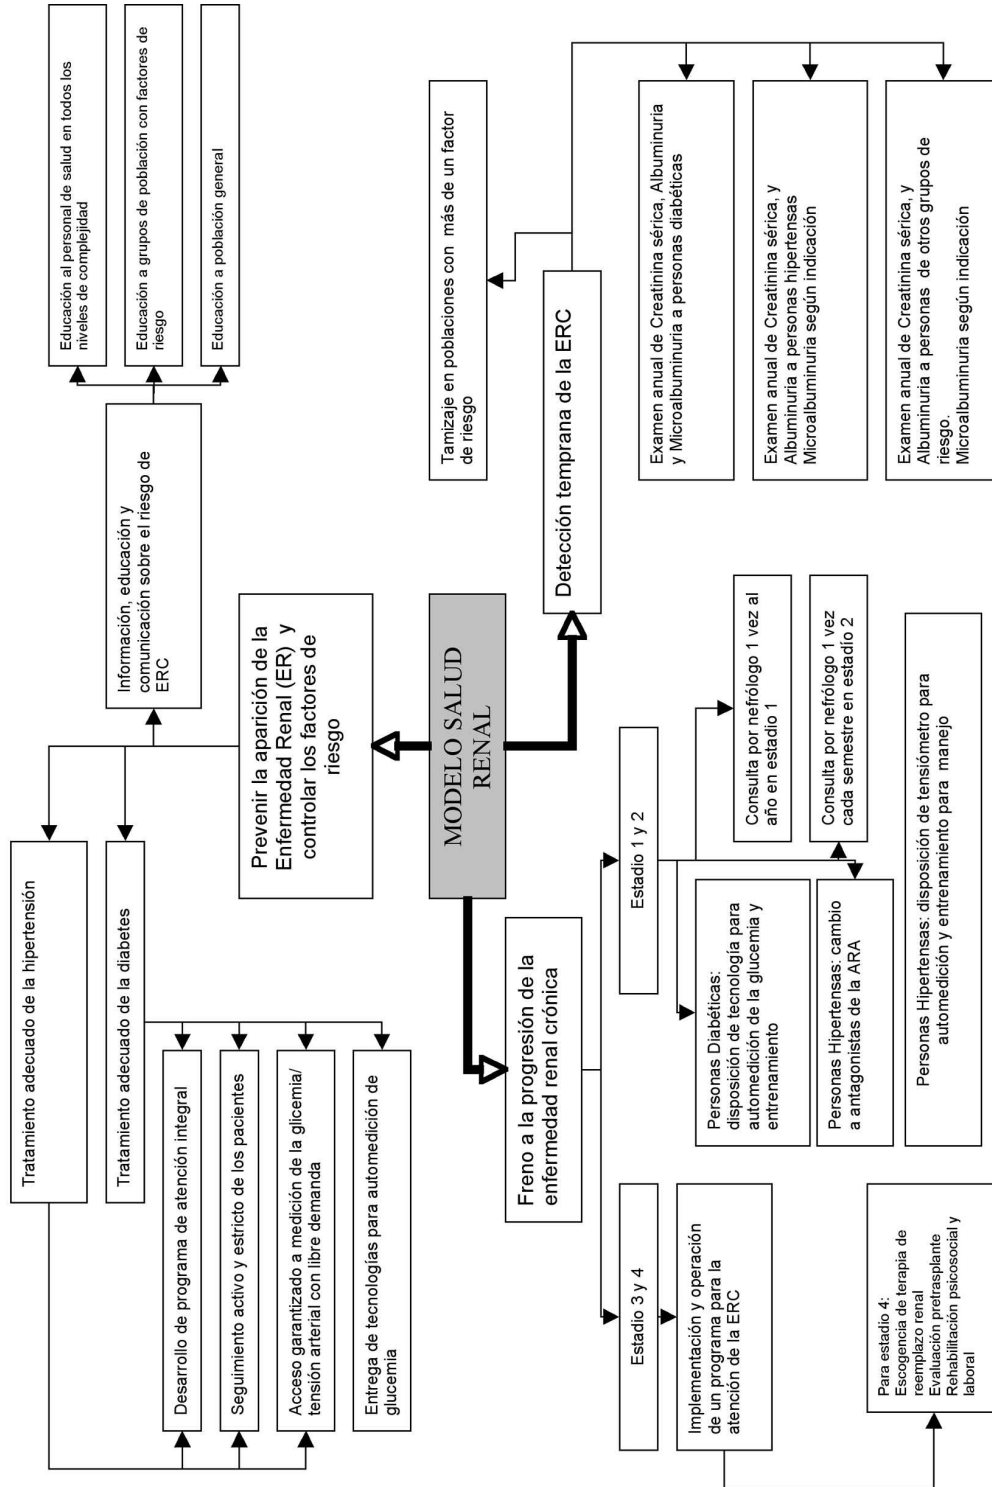 Tratamiento adecuado de la hipertensión
Tratamiento adecuado de la diabetes
Desarrollo de programa de atención integral
Seguimiento activo y estricto de los pacientes
Acceso garantizado a medición de la glicemia/
tensión arterial con libre demanda
Entrega de tecnologías para automedición de
glucemia
Información, educación y
comunicación sobre el riesgo de
ERC
Educación al personal de salud en todos los
niveles de complejidad
Educación a grupos de población con factores de
riesgo
Educación a población general
Prevenir la aparición de la
Enfermedad Renal (ER) y
controlar los factores de
riesgo
MODELO SALUD
RENAL
Freno a la progresión de la
enfermedad renal crónica
Estadio 3 y 4
Implementación y operación
de un programa para la
atención de la ERC
Para estadio 4:
Escogencia de terapia de
reemplazo renal
Evaluación pretrasplante
Rehabilitación psicosocial y
laboral
Estadio 1 y 2
Personas Diabéticas:
disposición de tecnología para
automedición de la glucemia y
entrenamiento
Personas Hipertensas: cambio
a antagonistas de la ARA
Consulta por nefrólogo 1 vez al
año en estadio 1
Consulta por nefrólogo 1 vez
cada semestre en estadio 2
Personas Hipertensas: disposición de tensiómetro para
automedición y entrenamiento para manejo
Detección temprana de la ERC
Tamizaje en poblaciones con más de un factor
de riesgo
Examen anual de Creatinina sérica, Albuminuria
y Microalbuminuria a personas diabéticas
Examen anual de Creatinina sérica, y
Albuminuria a personas hipertensas
Microalbuminuria según indicación
Examen anual de Creatinina sérica, y
Albuminuria a personas de otros grupos de
riesgo.
Microalbuminuria según indicación